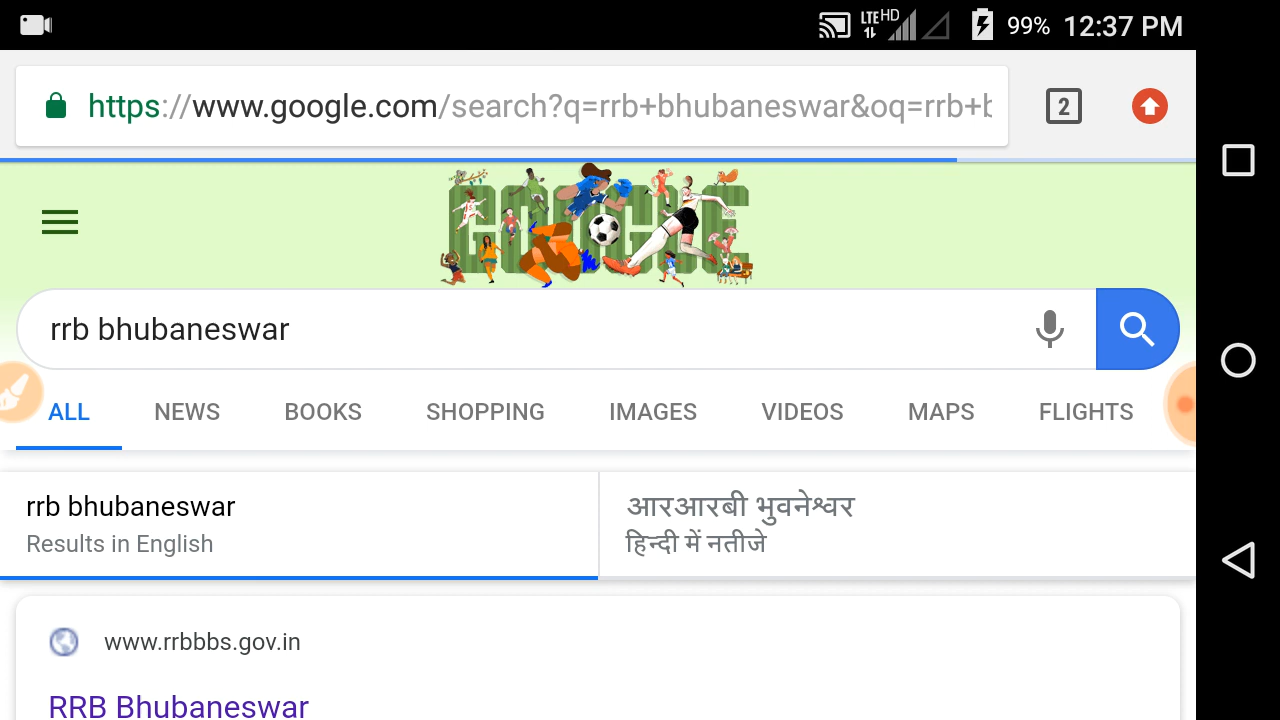 LTE HD 99% 12:37 PM
https://www.google.com/search?q=rrb+bhubaneswar&oq=rrb+b
2
GOOGLE
rrb bhubaneswar
ALL NEWS BOOKS SHOPPING IMAGES VIDEOS MAPS FLIGHTS
rrb bhubaneswar
Results in English
आरआरबी भुवनेश्वर
हिन्दी में नतीजे
www.rrbbbs.gov.in
RRB Bhubaneswar